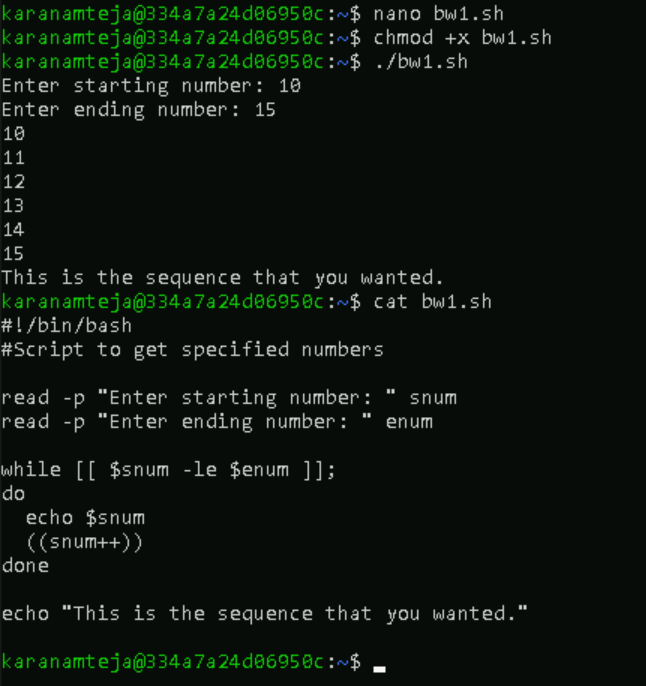 karanamteja@334a7a24d06950c:~$ nano bw1.sh
karanamteja@334a7a24d06950c:~$ chmod +x bw1.sh
karanamteja@334a7a24d06950c:~$ ./bw1.sh
Enter starting number: 10
Enter ending number: 15
10
11
12
13
14
15
This is the sequence that you wanted.
karanamteja@334a7a24d06950c:~$ cat bw1.sh
#!/bin/bash
#Script to get specified numbers

read -p "Enter starting number: " snum
read -p "Enter ending number: " enum

while [[ $snum -le $enum ]];
do
  echo $snum
  ((snum++))
done

echo "This is the sequence that you wanted."

karanamteja@334a7a24d06950c:~$